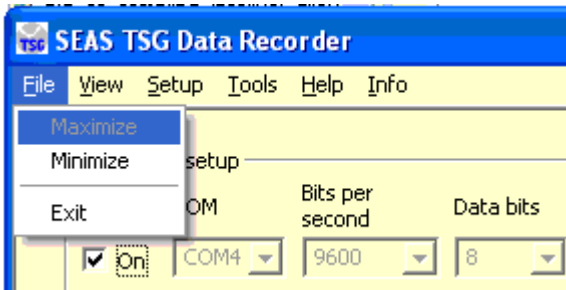 TSG SEAS TSG Data Recorder
File View Setup Tools Help Info
Maximize
Minimize
Exit
setup
OM
Bits per second
Data bits
On COM4 9600 8